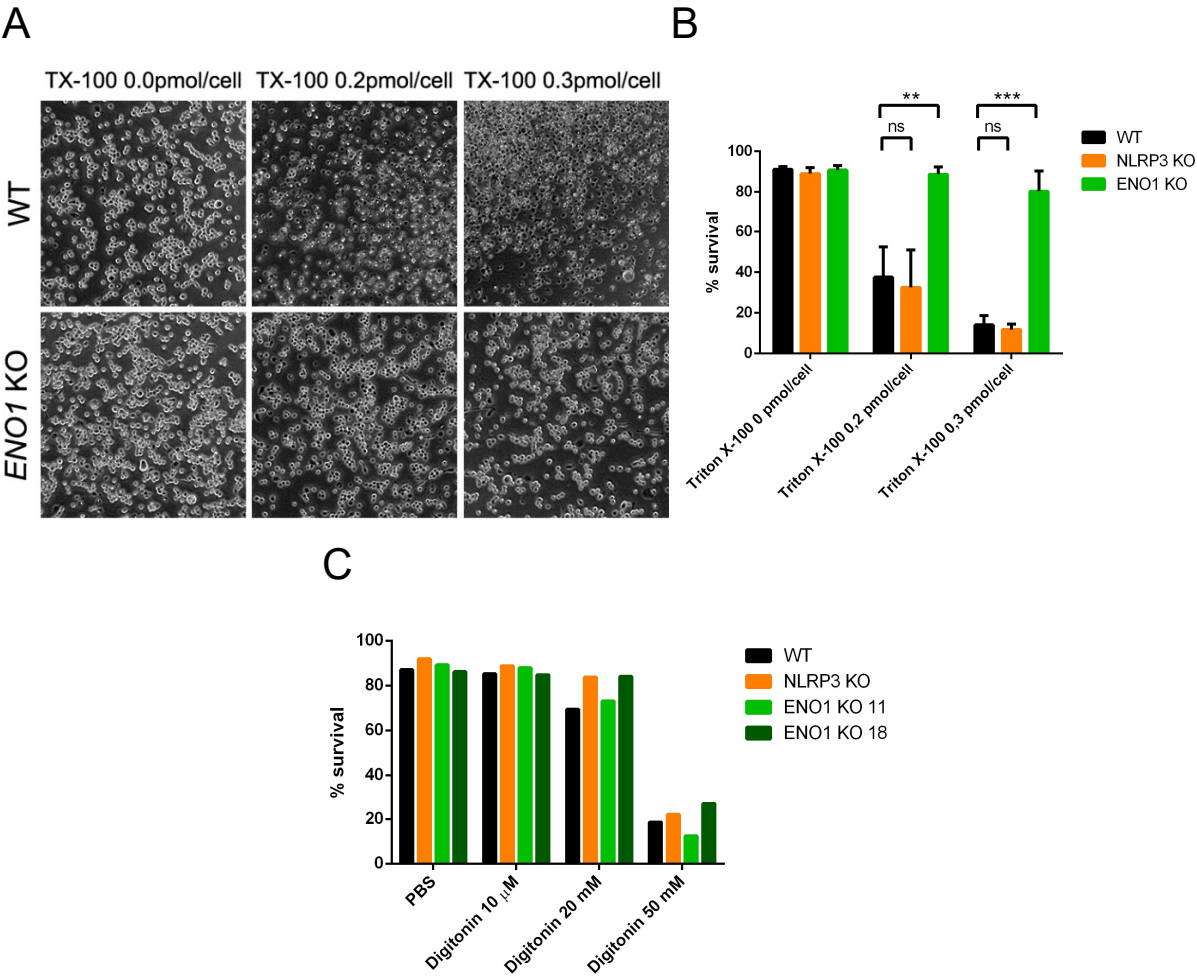 A
TX-100 0.0pmol/cell TX-100 0.2pmol/cell TX-100 0.3pmol/cell
WT
ENO1 KO
B
** ***
ns ns
WT
NLRP3 KO
ENO1 KO
100
80
60
40
20
0
% survival
Triton X-100 0 pmol/cell
Triton X-100 0,2 pmol/cell
Triton X-100 0,3 pmol/cell
C
100
80
60
40
20
0
% survival
WT
NLRP3 KO
ENO1 KO 11
ENO1 KO 18
PBS
Digitonin 10 μM
Digitonin 20 mM
Digitonin 50 mM